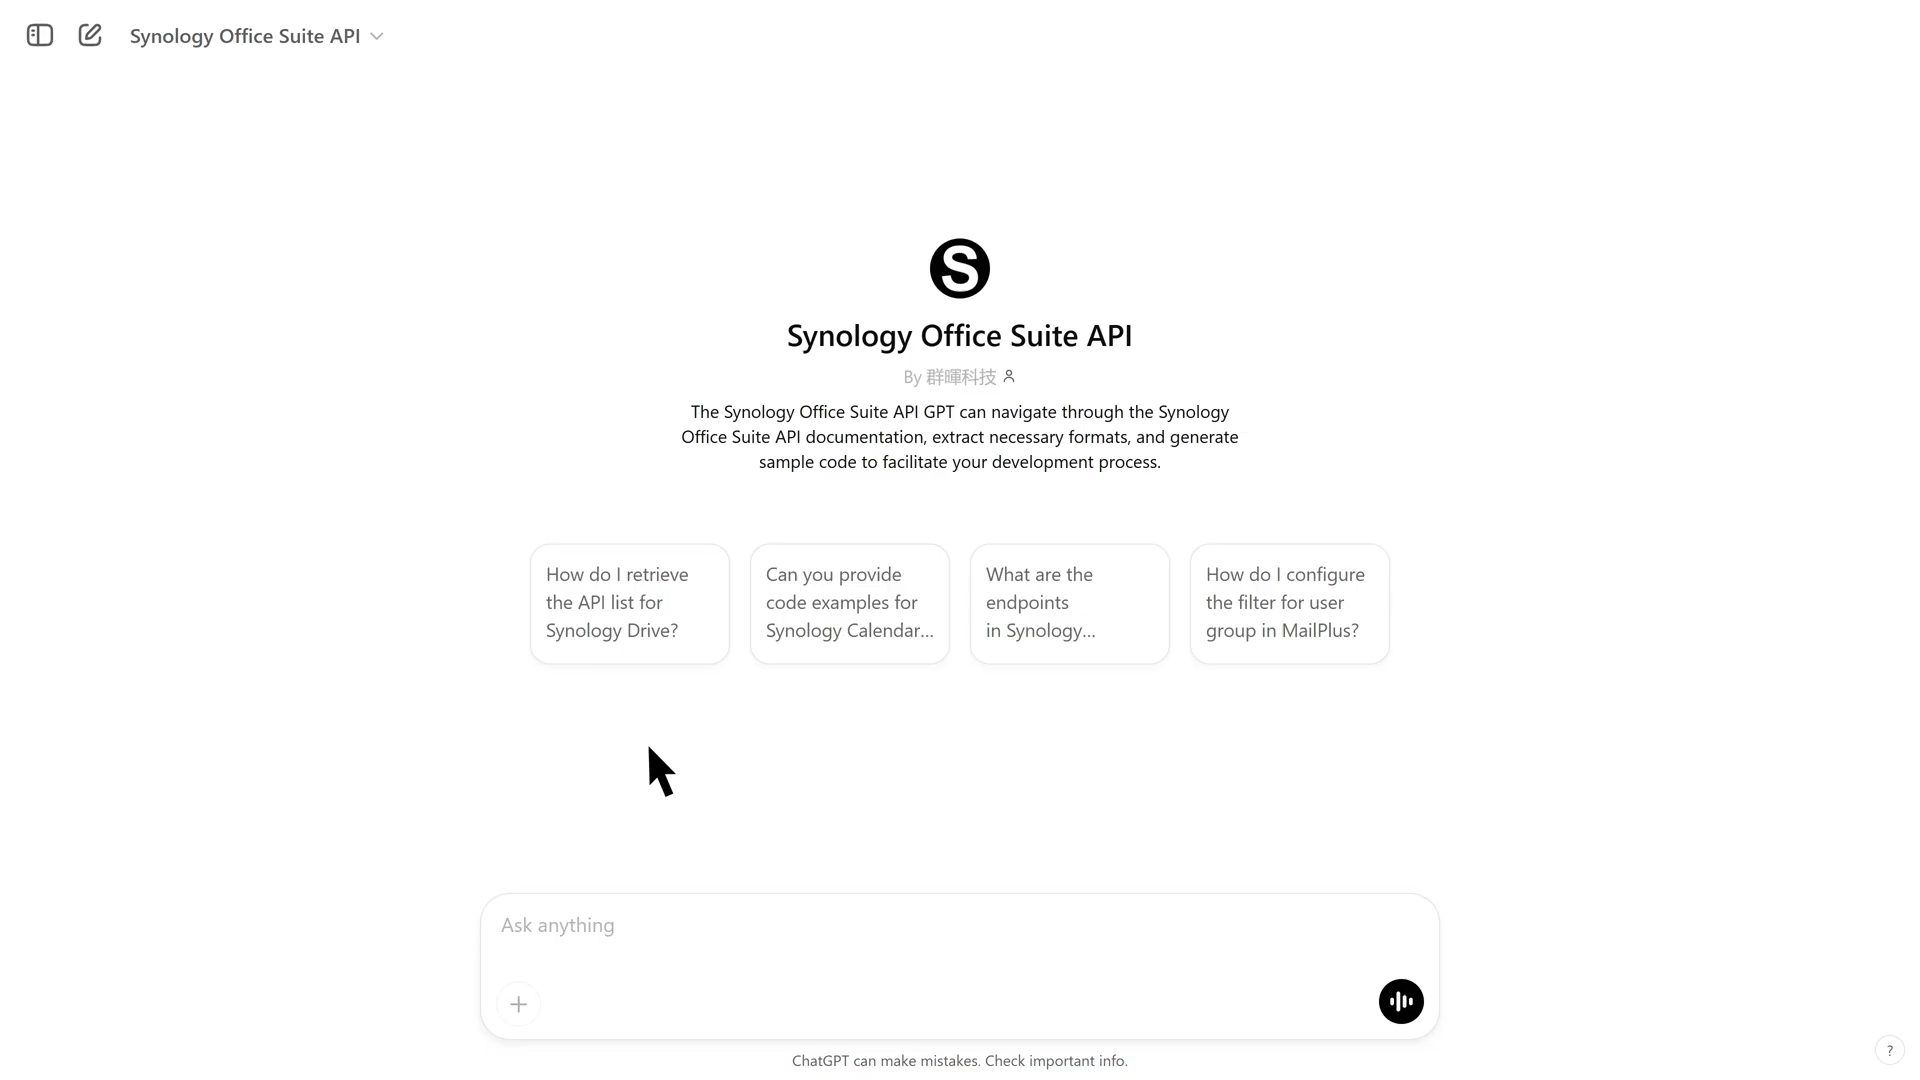 Synology Office Suite API
S
Synology Office Suite API
By 群暉科技
The Synology Office Suite API GPT can navigate through the Synology
Office Suite API documentation, extract necessary formats, and generate
sample code to facilitate your development process.
How do I retrieve
the API list for
Synology Drive?
Can you provide
code examples for
Synology Calendar...
What are the
endpoints
in Synology...
How do I configure
the filter for user
group in MailPlus?
Ask anything
ChatGPT can make mistakes. Check important info.
?